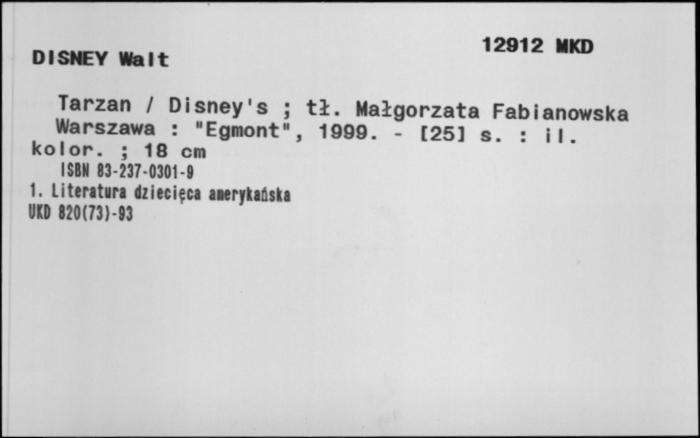 12912 MKD
DISNEY Walt
Tarzan / Disney's ; tł. Małgorzata Fabianowska
Warszawa : "Egmont", 1999. - [25] s. : il.
kolor. ; 18 cm
ISBN 83-237-0301-9
1. Literatura dziecięca amerykańska
UKD 820(73)-93